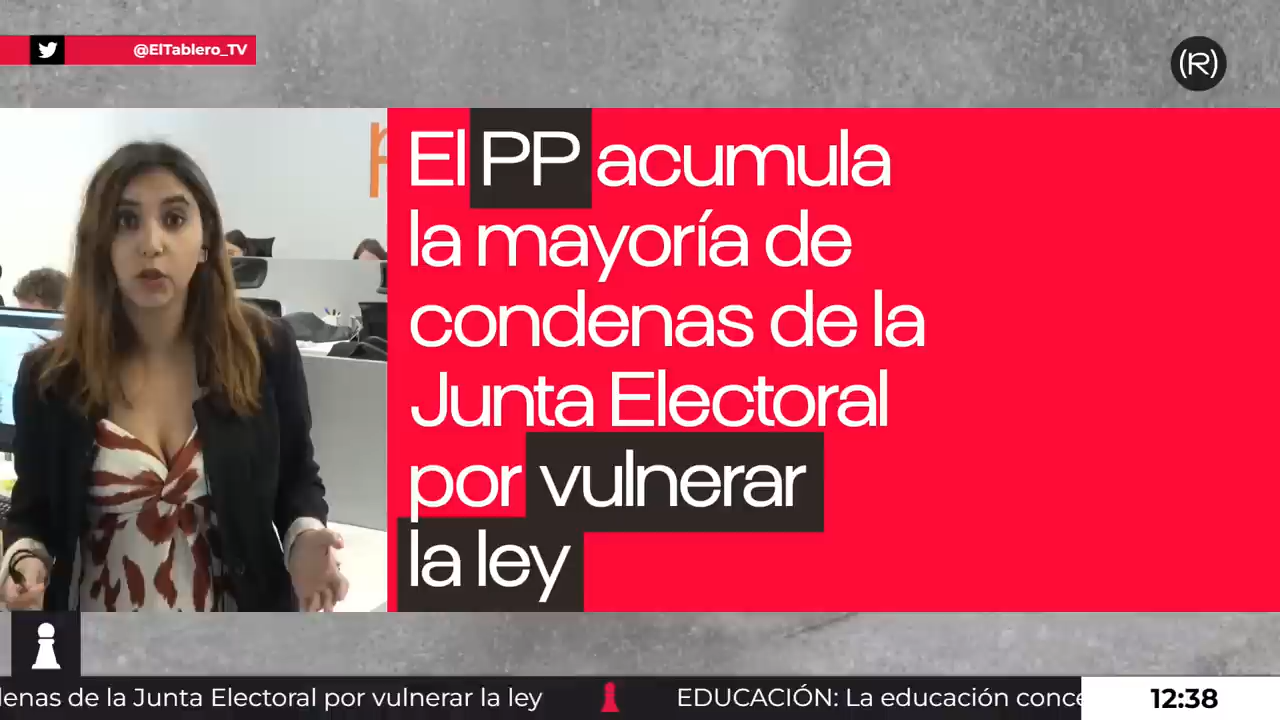 @ElTablero_TV
(R)
El PP acumula
la mayoría de
condenas de la
Junta Electoral
por vulnerar
la ley
denas de la Junta Electoral por vulnerar la ley
EDUCACIÓN: La educación conce
12:38